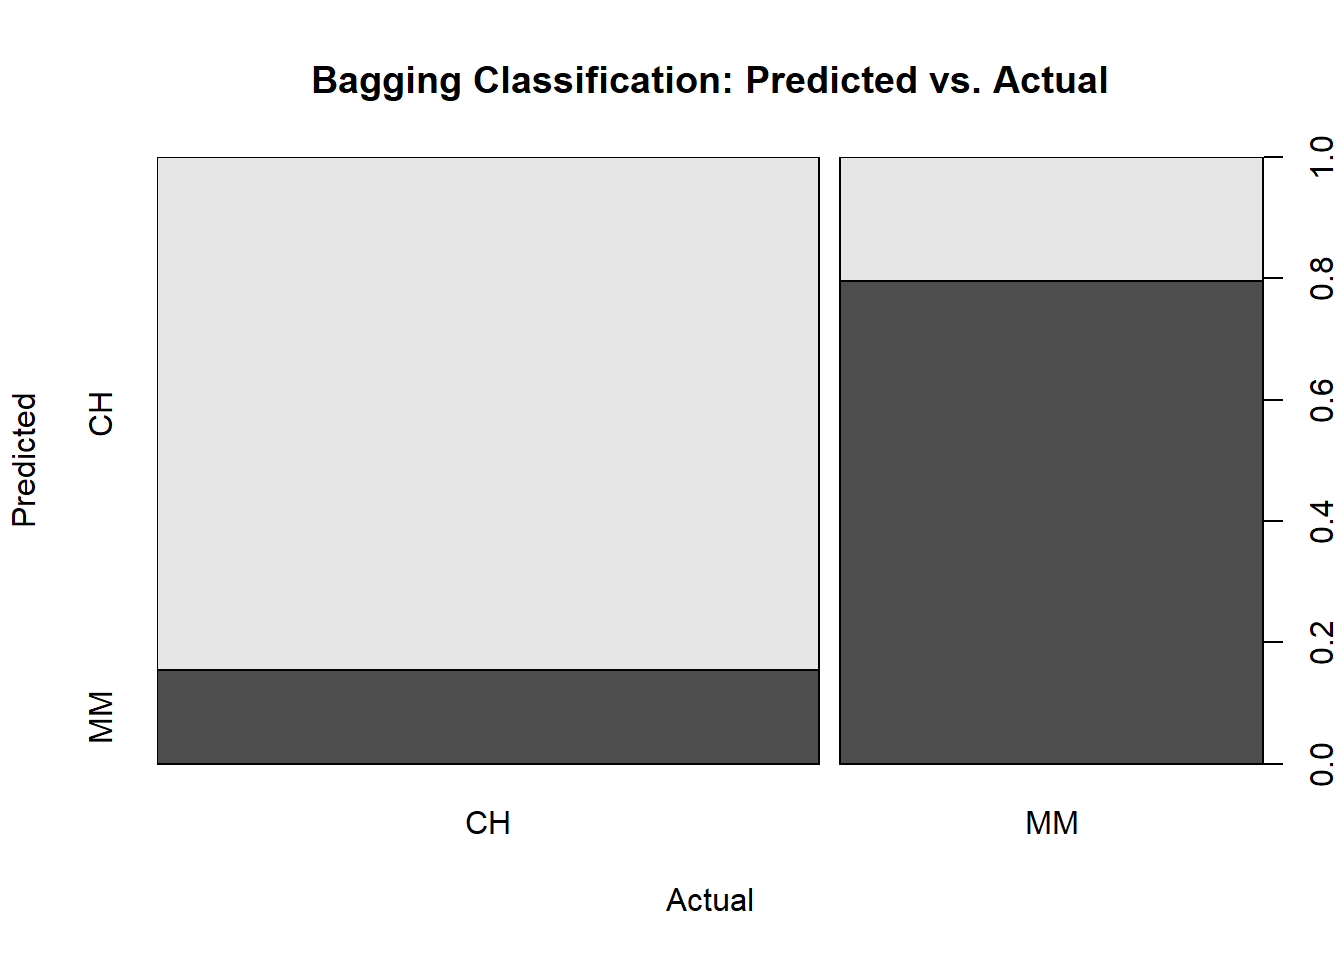 Bagging Classification: Predicted vs. Actual
Predicted
CH
MM
1.0
0.8
0.6
0.4
0.2
0.0
CH
MM
Actual